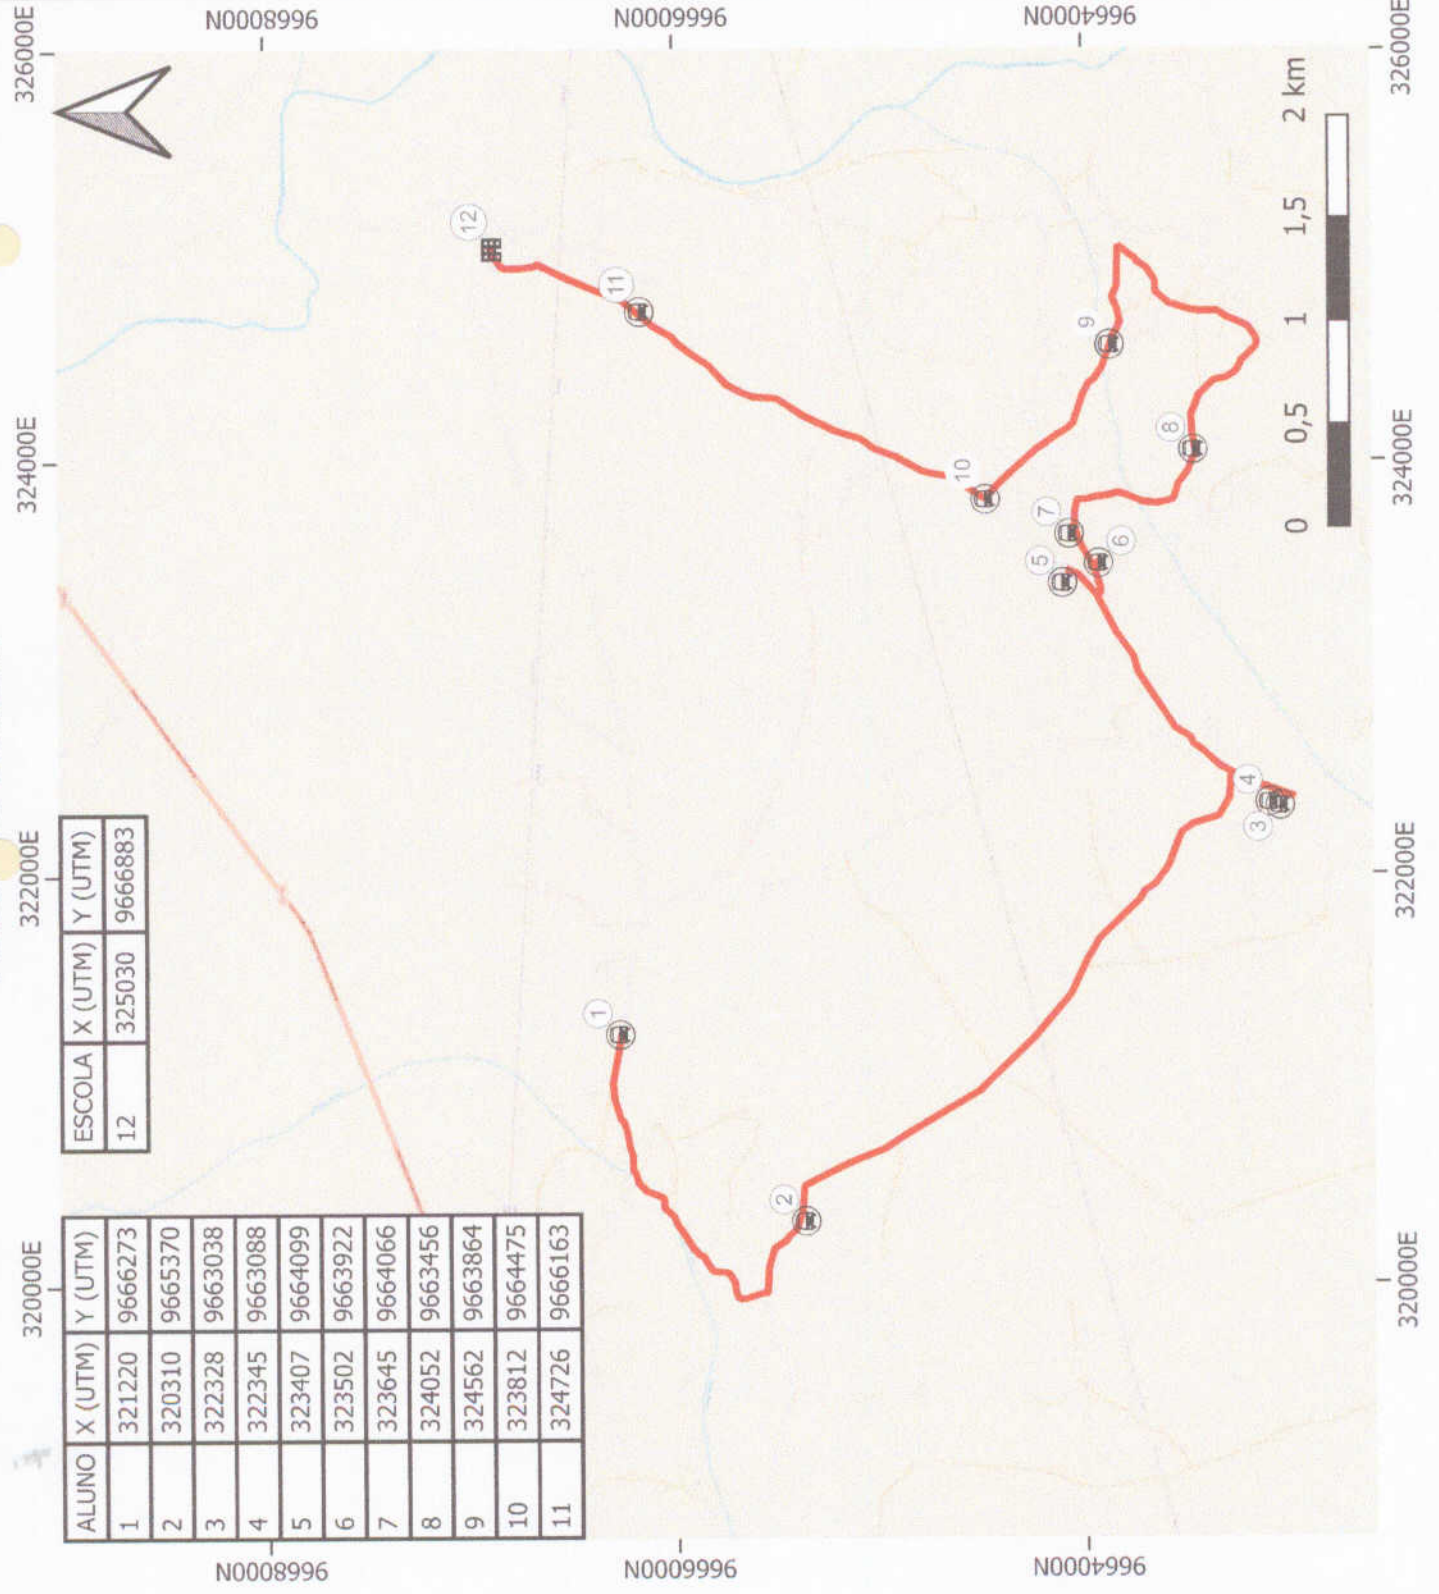 ALUNO X (UTM) Y (UTM)
1 321220 9666273
2 320310 9665370
3 322328 9663038
4 322345 9663088
5 323407 9664099
6 323502 9663922
7 323645 9664066
8 324052 9663456
9 324562 9663864
10 323812 9664475
11 324726 9666163
ESCOLA X (UTM) Y (UTM)
12 325030 9666883
320000E
322000E
324000E
326000E
9668000N
9666000N
9664000N
9668000N
9666000N
9664000N
1
2
3
4
5
6
7
8
9
10
11
12
0 0,5 1 1,5 2 km
320000E
322000E
324000E
326000E